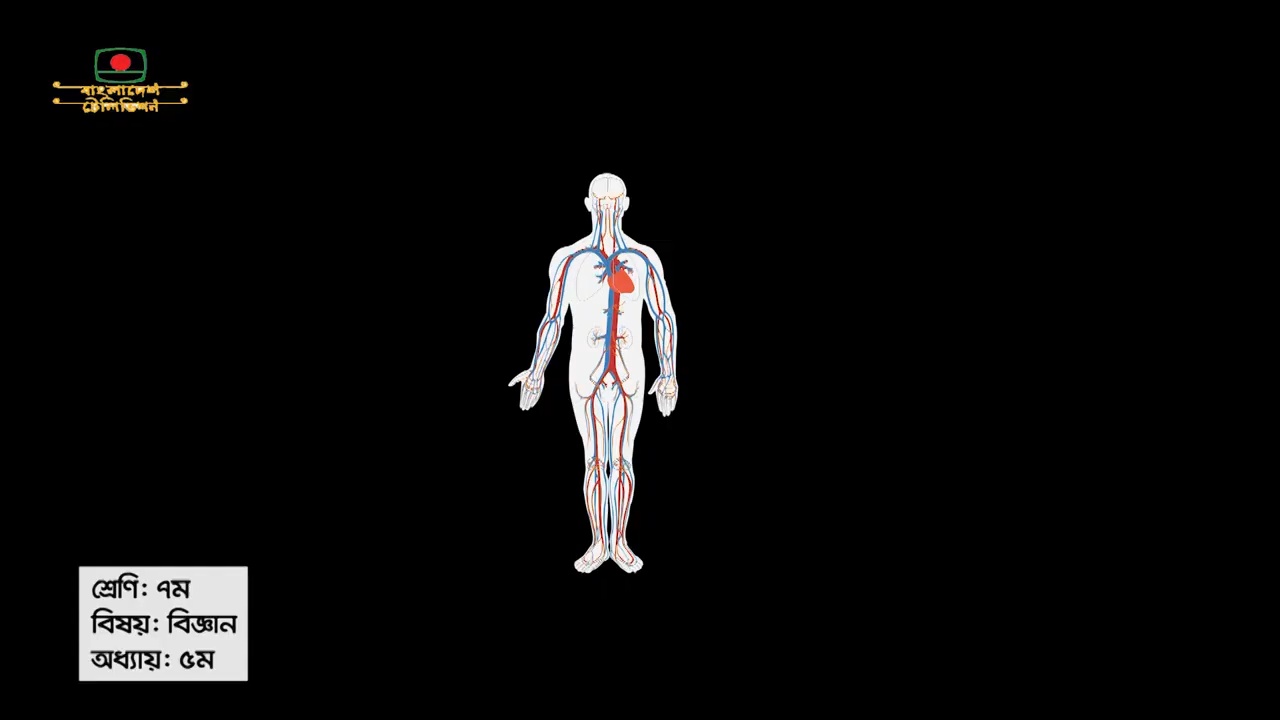 বাংলাদেশ
টেলিভিশন
শ্রেণি: ৭ম
বিষয়: বিজ্ঞান
অধ্যায়: ৫ম